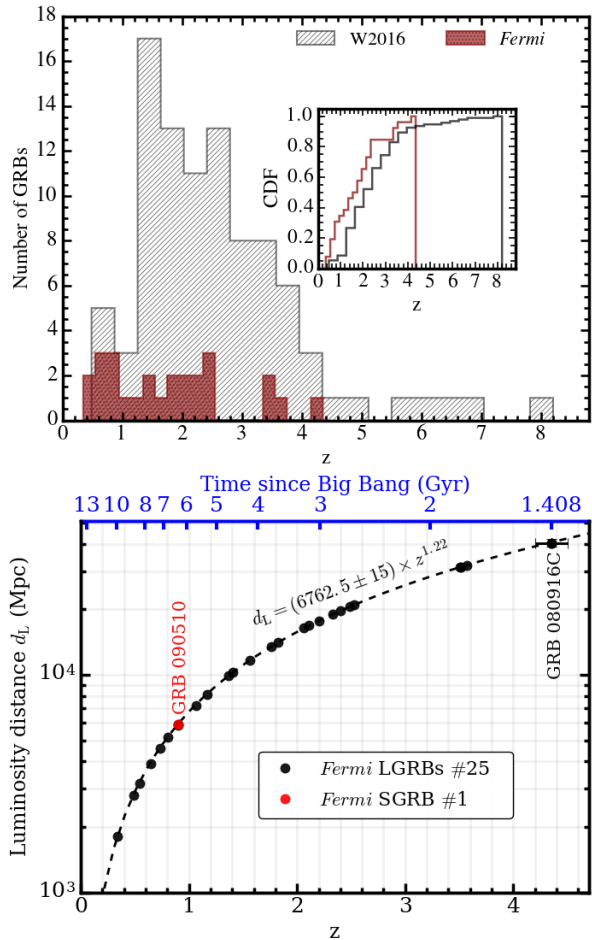 18
16
14
12
10
8
6
4
2
0
Number of GRBs
W2016
Fermi
1.0
0.8
0.6
0.4
0.2
0.0
CDF
0 1 2 3 4 5 6 7 8
z
0 1 2 3 4 5 6 7 8
z
Time since Big Bang (Gyr)
13 10 8 7 6 5 4 3 2 1.408
Luminosity distance d_L (Mpc)
10⁴
10³
d_L = (6762.5 ± 15) × z^1.22
GRB 090510
GRB 080916C
Fermi LGRBs #25
Fermi SGRB #1
0 1 2 3 4
z